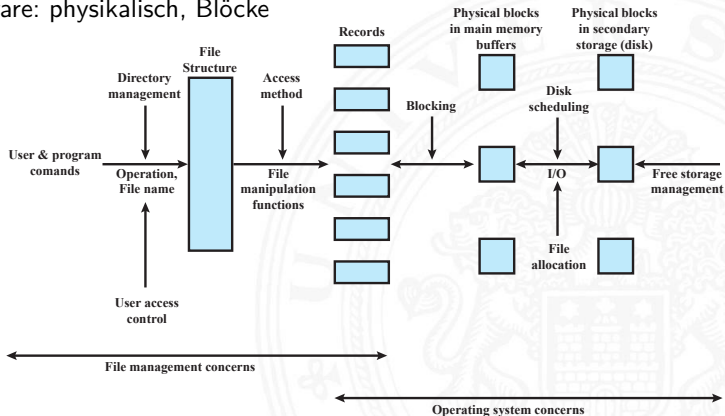 are: physikalisch, Blöcke
Physical blocks
in main memory
buffers
Physical blocks
in secondary
storage (disk)
Records
File
Structure
Directory
management
Access
method
Blocking
Disk
scheduling
User & program
comands
Operation,
File name
File
manipulation
functions
I/O
Free storage
management
File
allocation
User access
control
File management concerns
Operating system concerns